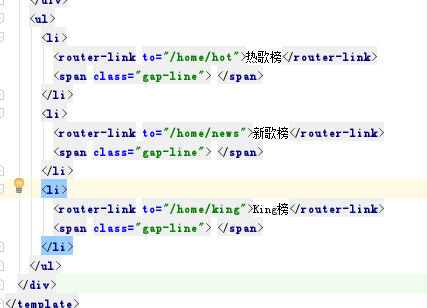 </div>
<ul>
<li>
<router-link to="/home/hot">热歌榜</router-link>
<span class="gap-line"> </span>
</li>
<li>
<router-link to="/home/news">新歌榜</router-link>
<span class="gap-line"> </span>
</li>
<li>
<router-link to="/home/king">King榜</router-link>
<span class="gap-line"> </span>
</li>
</ul>
</div>
</template>